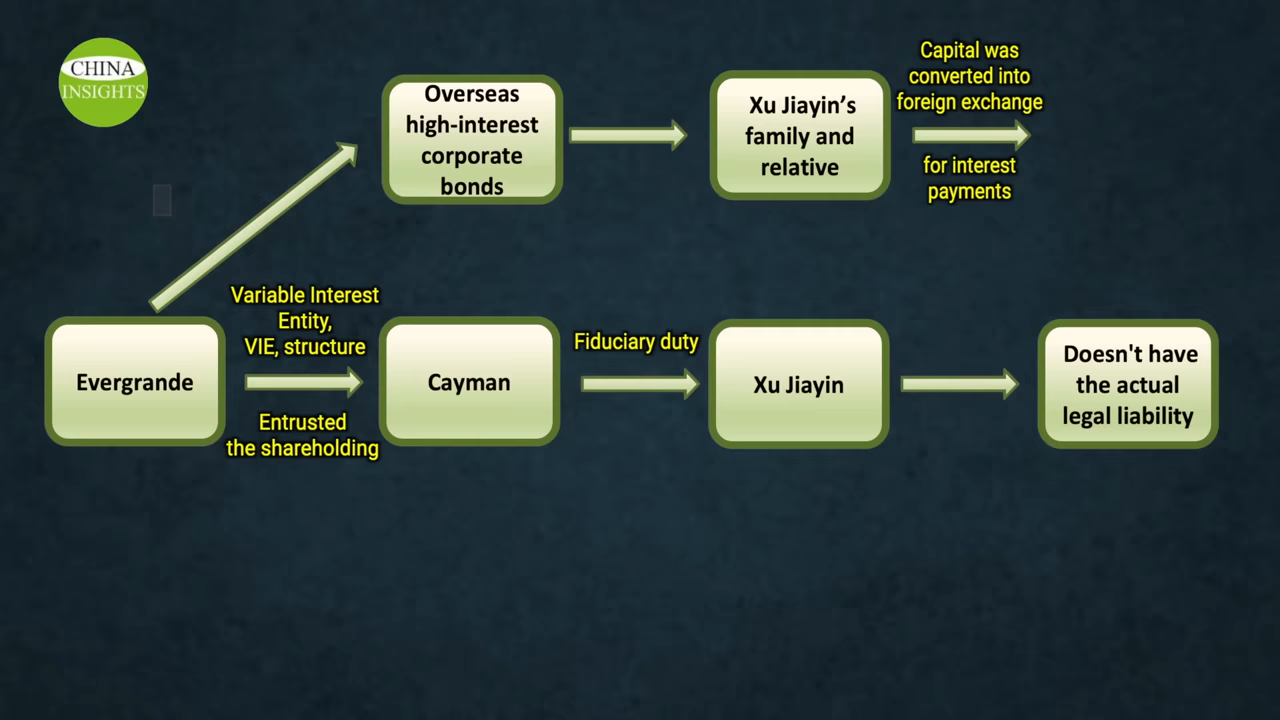 CHINA
INSIGHTS
Overseas
high-interest
corporate
bonds
Xu Jiayin’s
family and
relative
Capital was
converted into
foreign exchange
for interest
payments
Evergrande
Variable Interest
Entity,
VIE, structure
Entrusted
the shareholding
Cayman
Fiduciary duty
Xu Jiayin
Doesn't have
the actual
legal liability